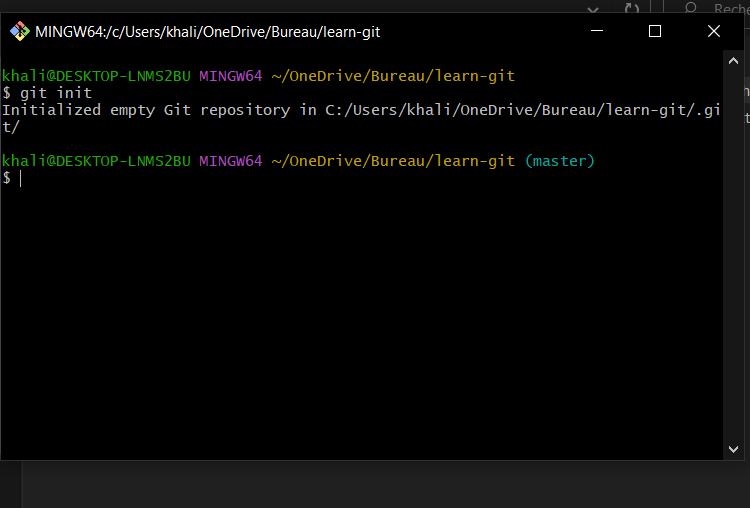 Reche
MINGW64:/c/Users/khali/OneDrive/Bureau/learn-git
khali@DESKTOP-LNMS2BU MINGW64 ~/OneDrive/Bureau/learn-git
$ git init
Initialized empty Git repository in C:/Users/khali/OneDrive/Bureau/learn-git/.gi
t/
khali@DESKTOP-LNMS2BU MINGW64 ~/OneDrive/Bureau/learn-git (master)
$